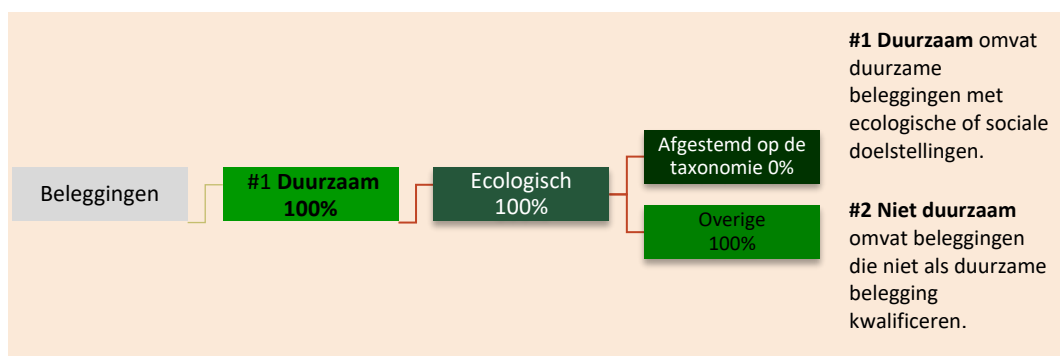 Beleggingen
#1 Duurzaam
100%
Ecologisch
100%
Afgestemd op de
taxonomie 0%
Overige
100%
#1 Duurzaam omvat
duurzame
beleggingen met
ecologische of sociale
doelstellingen.
#2 Niet duurzaam
omvat beleggingen
die niet als duurzame
belegging
kwalificeren.